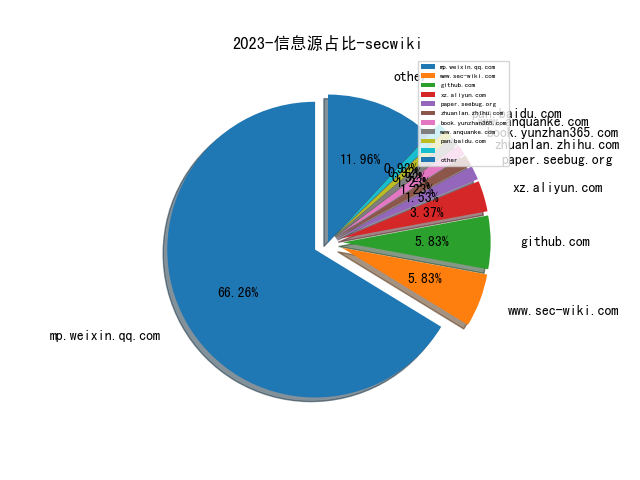 2023-信息源占比-secwiki
mp.weixin.qq.com
www.sec-wiki.com
github.com
xz.aliyun.com
paper.seebug.org
zhuanlan.zhihu.com
book.yunzhan365.com
www.anquanke.com
pan.baidu.com
other
other
book.yunzhan365.com
zhuanlan.zhihu.com
paper.seebug.org
xz.aliyun.com
github.com
www.sec-wiki.com
mp.weixin.qq.com
11.96%
1.53%
3.37%
5.83%
5.83%
66.26%